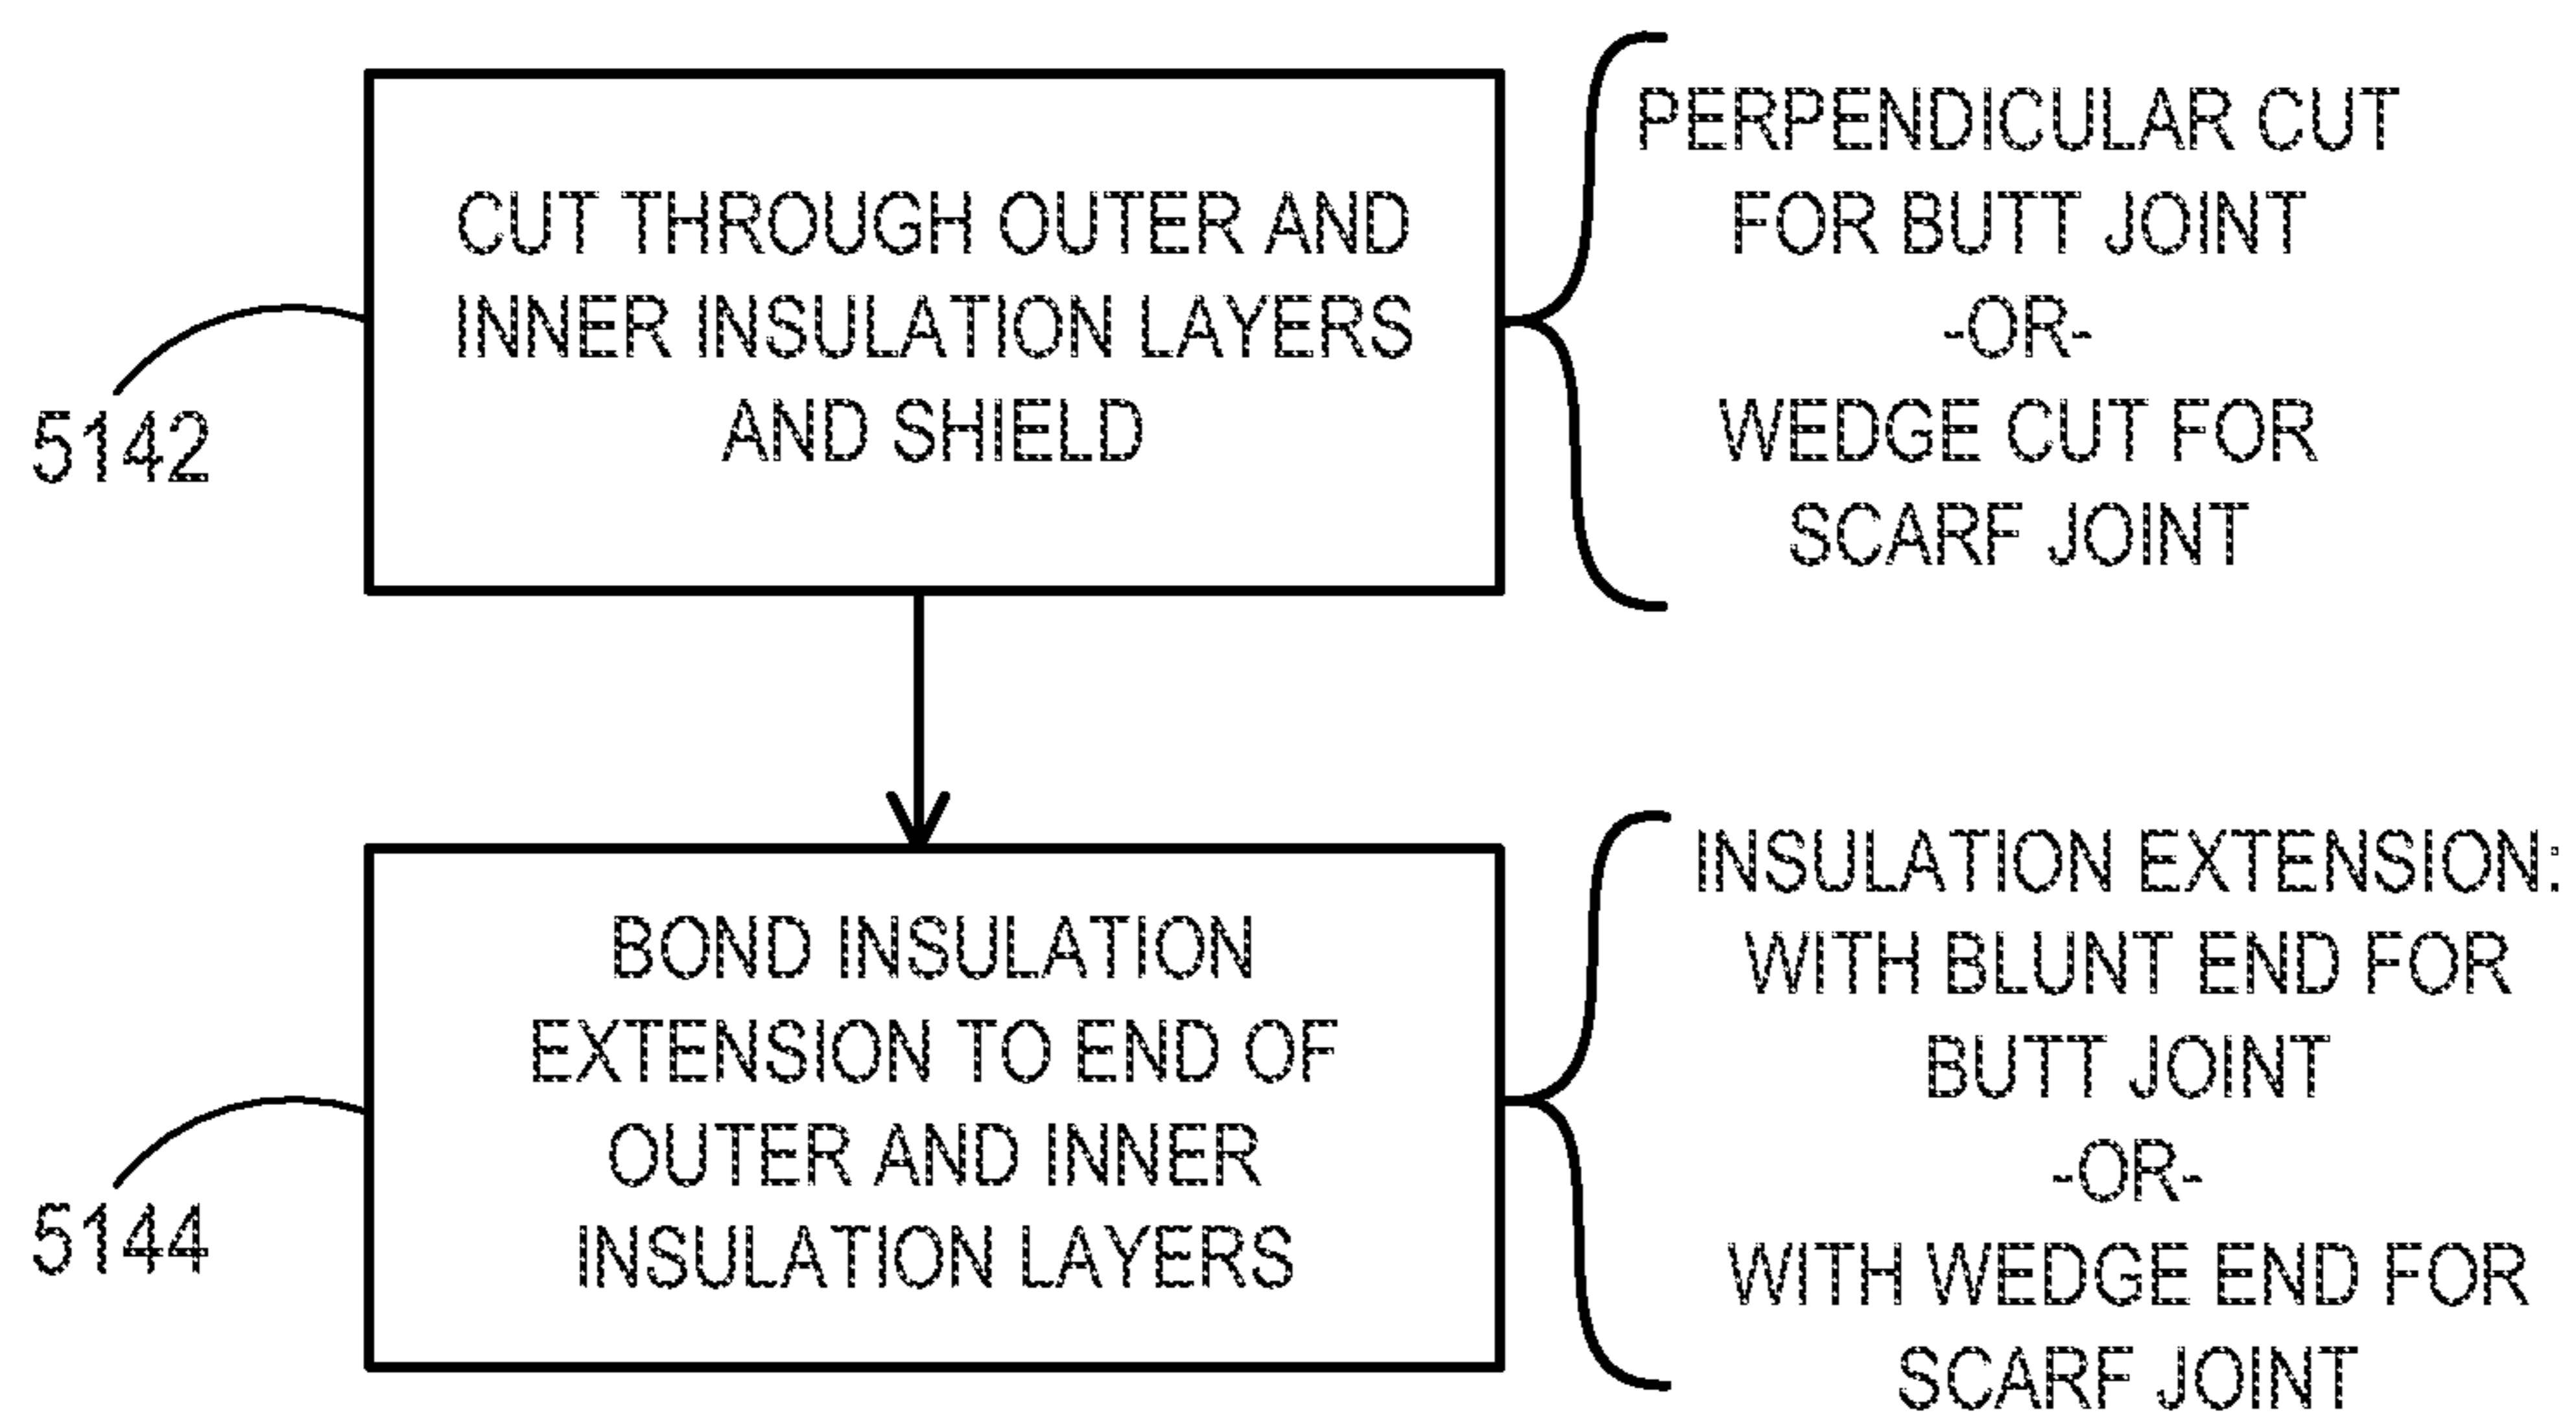 CUT THROUGH OUTER AND
INNER INSULATION LAYERS
AND SHIELD
5142
PERPENDICULAR CUT
FOR BUTT JOINT
-OR-
WEDGE CUT FOR
SCARF JOINT
BOND INSULATION
EXTENSION TO END OF
OUTER AND INNER
INSULATION LAYERS
5144
INSULATION EXTENSION:
WITH BLUNT END FOR
BUTT JOINT
-OR-
WITH WEDGE END FOR
SCARF JOINT